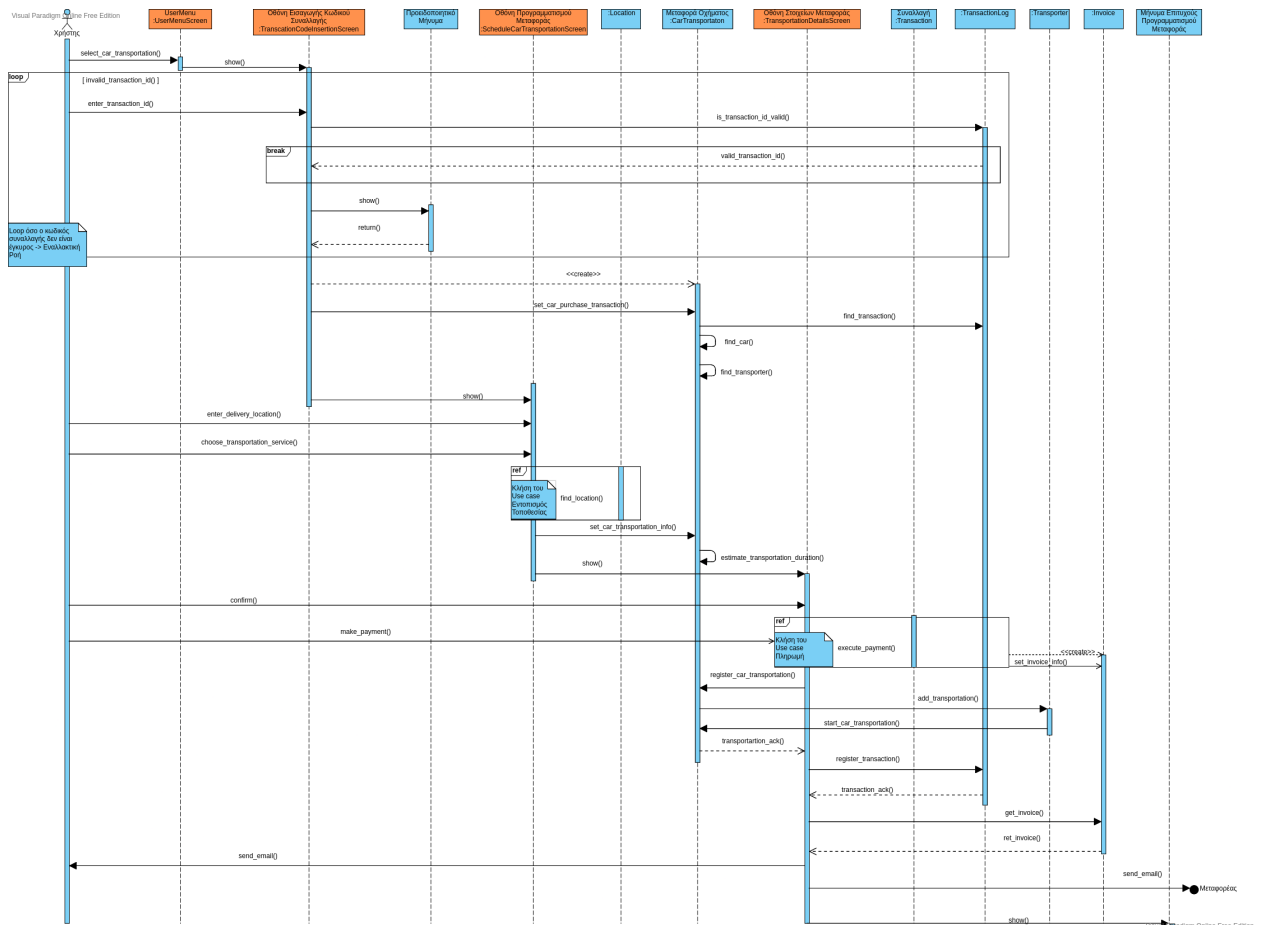 Visual Paradigm Online Free Edition
Χρήστης
UserMenu
:UserMenuScreen
Οθόνη Εισαγωγής Κωδικού
Συναλλαγής
:TranscationCodeInsertionScreen
Προειδοποιητικό
Μήνυμα
Οθόνη Προγραμματισμού
Μεταφοράς
:ScheduleCarTransportationScreen
:Location
Μεταφορά Οχήματος
:CarTransportaton
Οθόνη Στοιχείων Μεταφοράς
:TransportationDetailsScreen
Συναλλαγή
:Transaction
:TransactionLog
:Transporter
:Invoice
Μήνυμα Επιτυχούς
Προγραμματισμού
Μεταφοράς
select_car_transportation()
show()
loop
[ invalid_transaction_id() ]
enter_transaction_id()
is_transaction_id_valid()
break
valid_transaction_id()
show()
return()
Loop όσο ο κωδικός
συναλλαγής δεν είναι
έγκυρος -> Εναλλακτική
Ροή
<<create>>
set_car_purchase_transaction()
find_transaction()
find_car()
find_transporter()
show()
enter_delivery_location()
choose_transportation_service()
ref
Κλήση του
Use case
Εντοπισμός
Τοποθεσίας
find_location()
set_car_transportation_info()
estimate_transportation_duration()
show()
confirm()
ref
make_payment()
Κλήση του
Use case
Πληρωμή
execute_payment()
<<create>>
set_invoice_info()
register_car_transportation()
add_transportation()
start_car_transportation()
transportartion_ack()
register_transaction()
transaction_ack()
get_invoice()
ret_invoice()
send_email()
send_email()
Μεταφορέας
show()